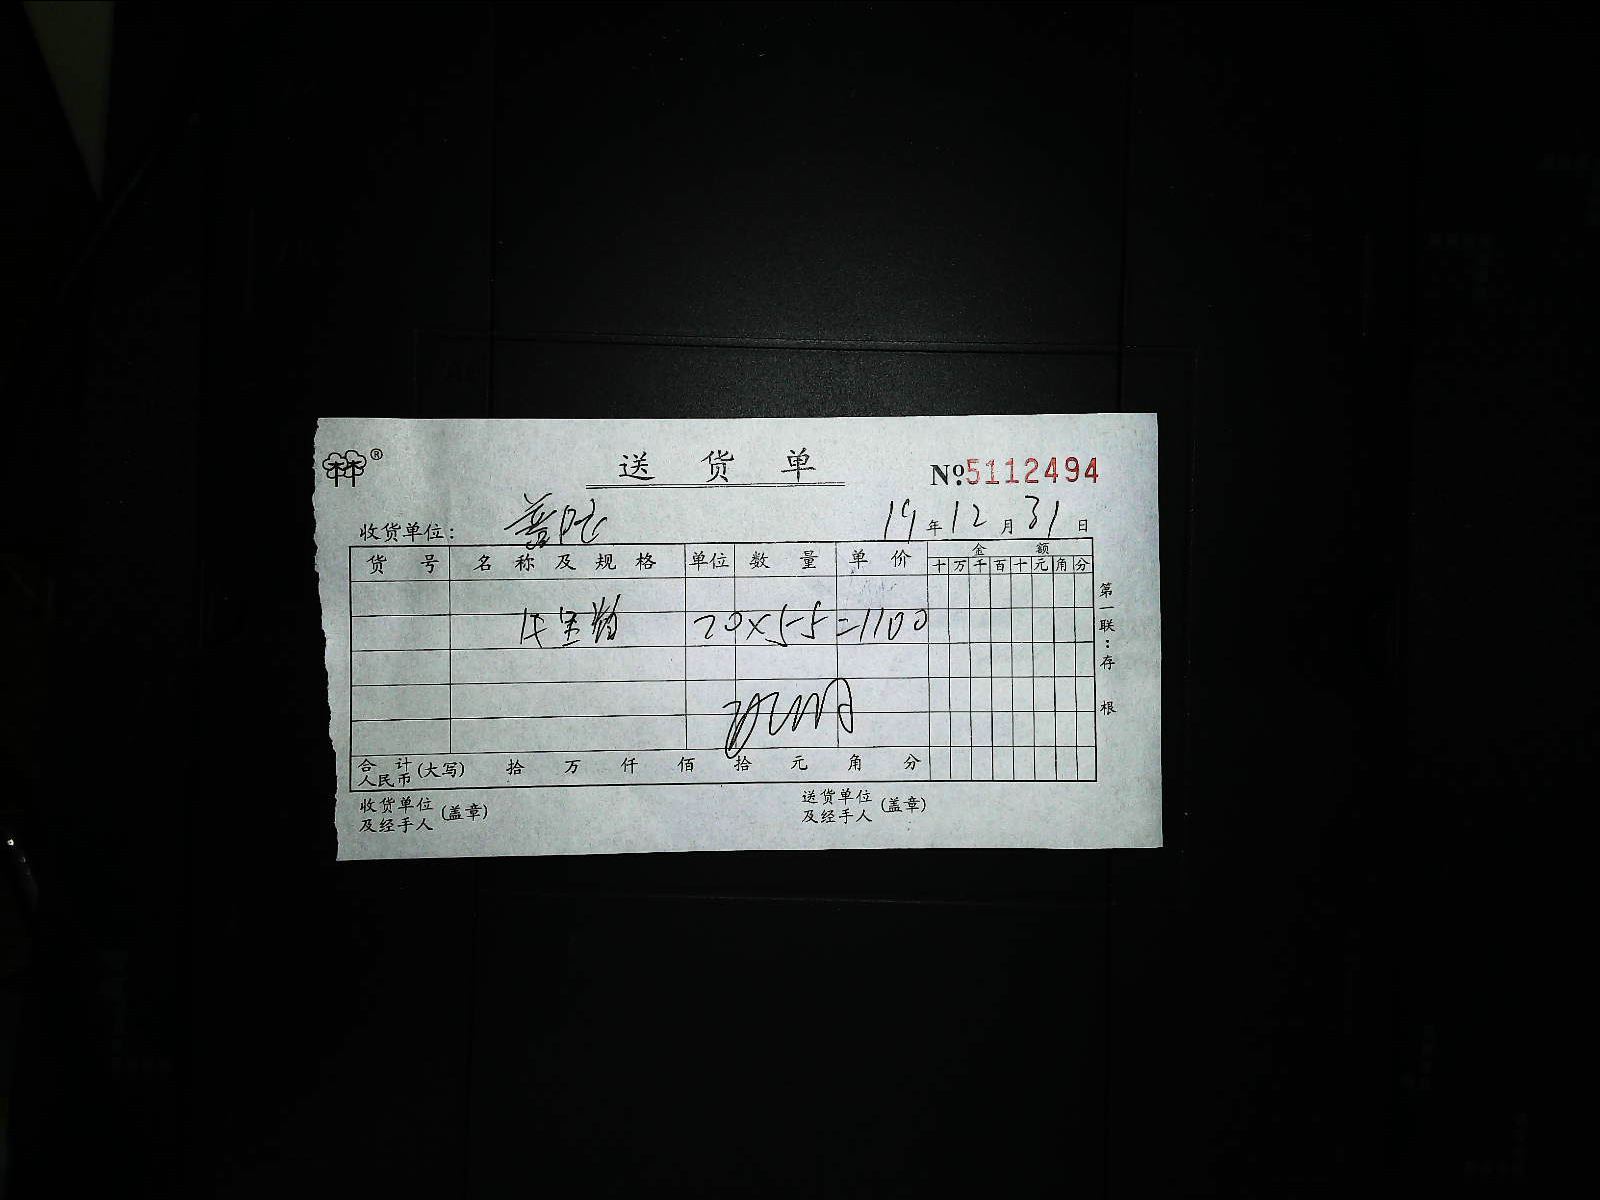 ®
送货单
№5112494
收货单位: 普陀 19年12月31日
货号 名称及规格 单位 数量 单价 金额
十万千百十元角分
20×55=1100
合计人民币(大写) 拾万仟佰拾元角分
收货单位及经手人(盖章) 送货单位及经手人(盖章)
第一联:存根